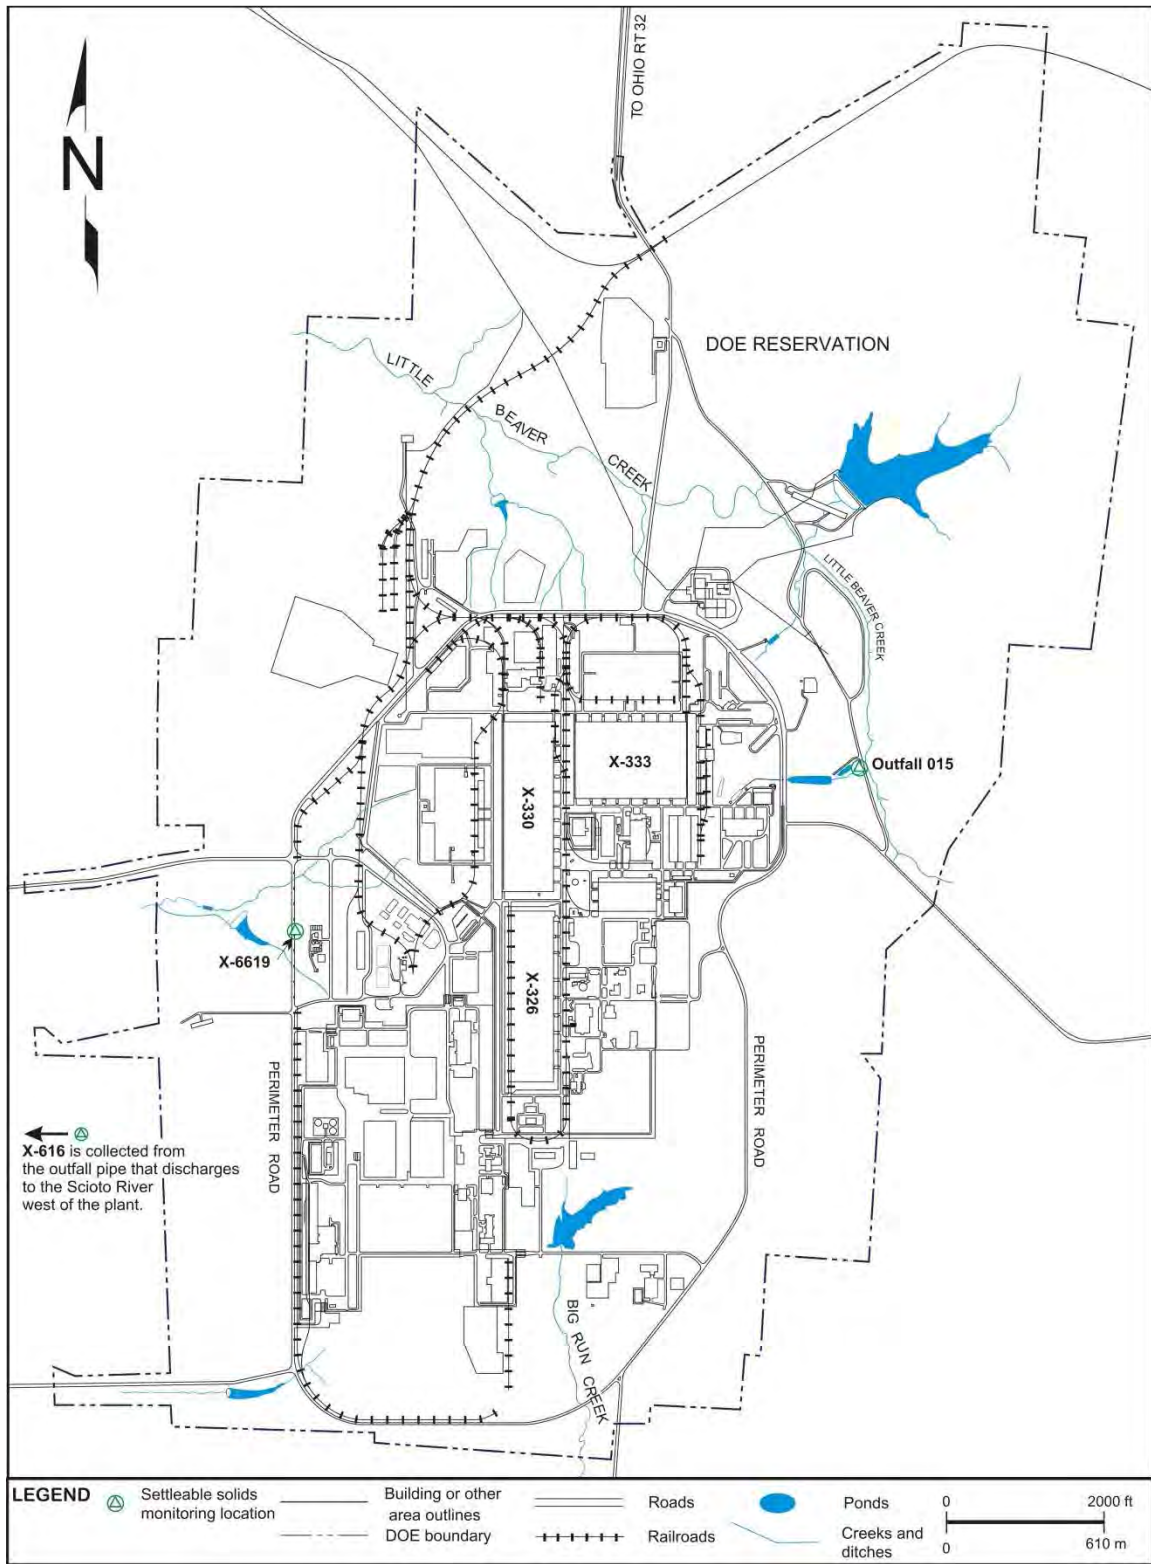 TO OHIO RT 32
N
DOE RESERVATION
LITTLE
BEAVER
CREEK
LITTLE BEAVER CREEK
X-333
Outfall 015
X-330
X-6619
X-326
PERIMETER ROAD
PERIMETER ROAD
X-616 is collected from
the outfall pipe that discharges
to the Scioto River
west of the plant.
BIG RUN CREEK
LEGEND
Settleable solids
monitoring location
Building or other
area outlines
DOE boundary
Roads
Railroads
Ponds
Creeks and
ditches
0 2000 ft
0 610 m